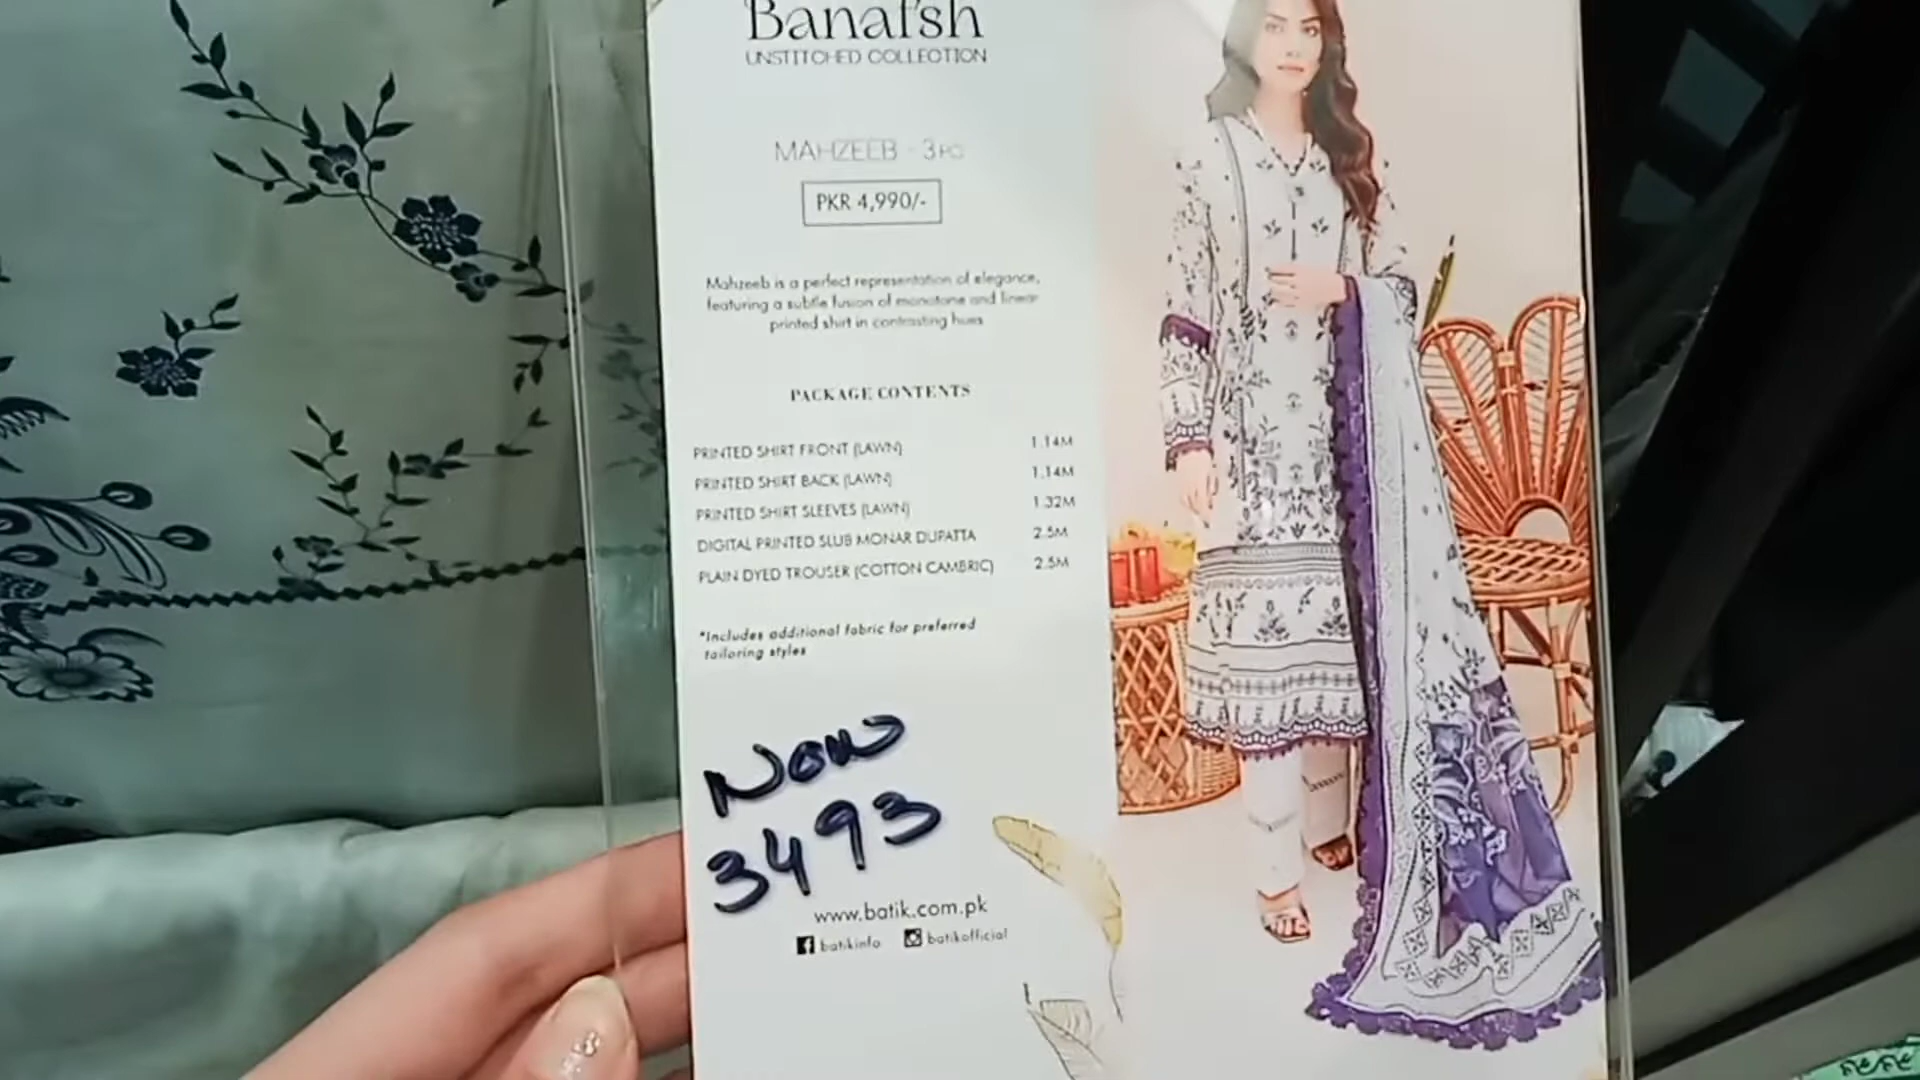 Banafsh
UNSTITCHED COLLECTION
MAHZEEB - 3PC
PKR 4,990/-
Mahzeeb is a perfect representation of elegance,
featuring a subtle fusion of monotone and linear
printed shirt in contrasting hues
PACKAGE CONTENTS
PRINTED SHIRT FRONT (LAWN) 1.14M
PRINTED SHIRT BACK (LAWN) 1.14M
PRINTED SHIRT SLEEVES (LAWN) 1.32M
DIGITAL PRINTED SLUB MONAR DUPATTA 2.5M
PLAIN DYED TROUSER (COTTON CAMBRIC) 2.5M
*Includes additional fabric for preferred
tailoring styles
Now
3493
www.batik.com.pk
batikinfo batikofficial